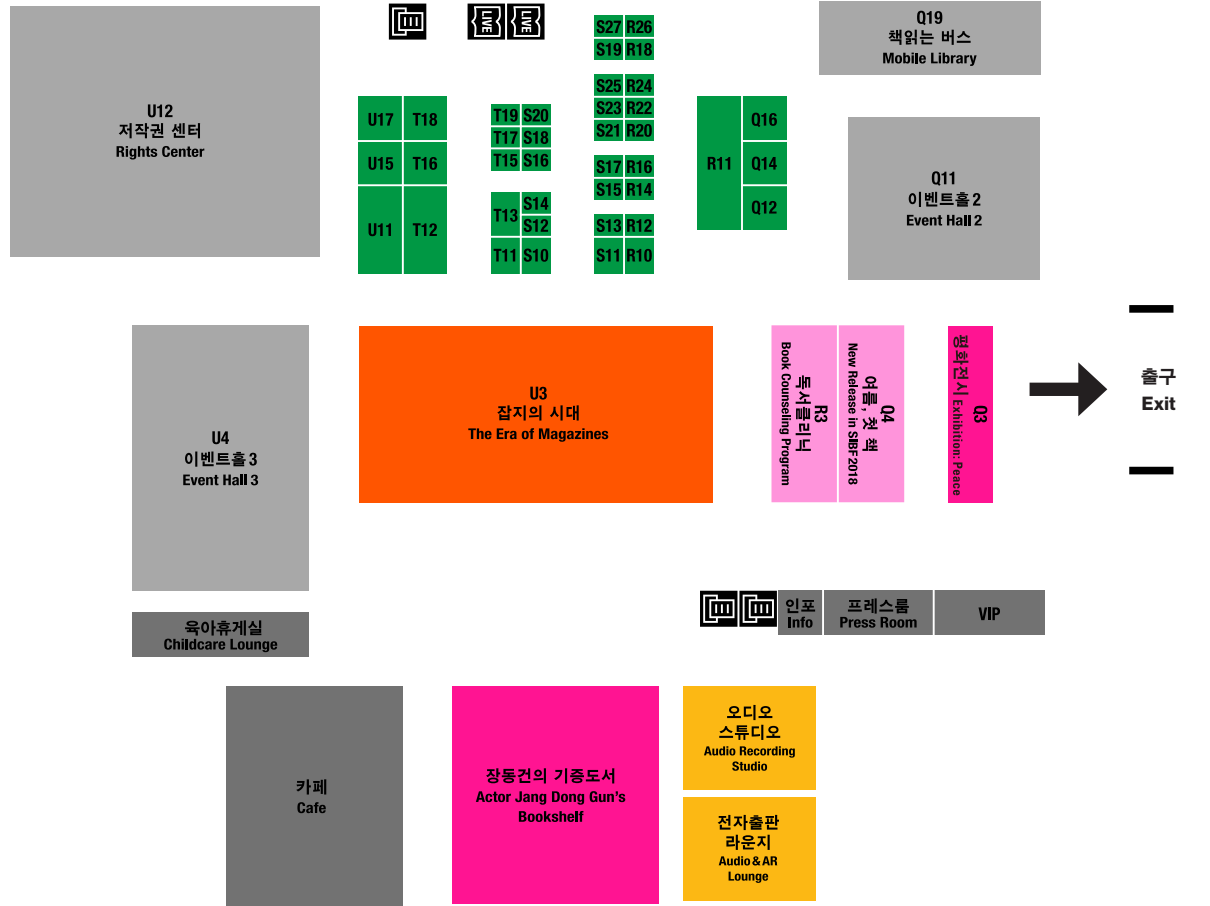 U12
저작권 센터
Rights Center
LIVE
LIVE
S27 R26
S19 R18
S25 R24
S23 R22
S21 R20
S17 R16
S15 R14
S13 R12
S11 R10
U17 T18
U15 T16
U11 T12
T19 S20
T17 S18
T15 S16
T13 S14
S12
T11 S10
R11
Q16
Q14
Q12
Q19
책읽는 버스
Mobile Library
Q11
이벤트홀 2
Event Hall 2
U4
이벤트홀 3
Event Hall 3
U3
잡지의 시대
The Era of Magazines
R3
독서클리닉
Book Counseling Program
Q4
여름, 첫 책
New Release in SIBF 2018
Q3
평화전시 Exhibition: Peace
출구
Exit
육아휴게실
Childcare Lounge
인포
Info
프레스룸
Press Room
VIP
카페
Cafe
장동건의 기증도서
Actor Jang Dong Gun's
Bookshelf
오디오
스튜디오
Audio Recording
Studio
전자출판
라운지
Audio & AR
Lounge